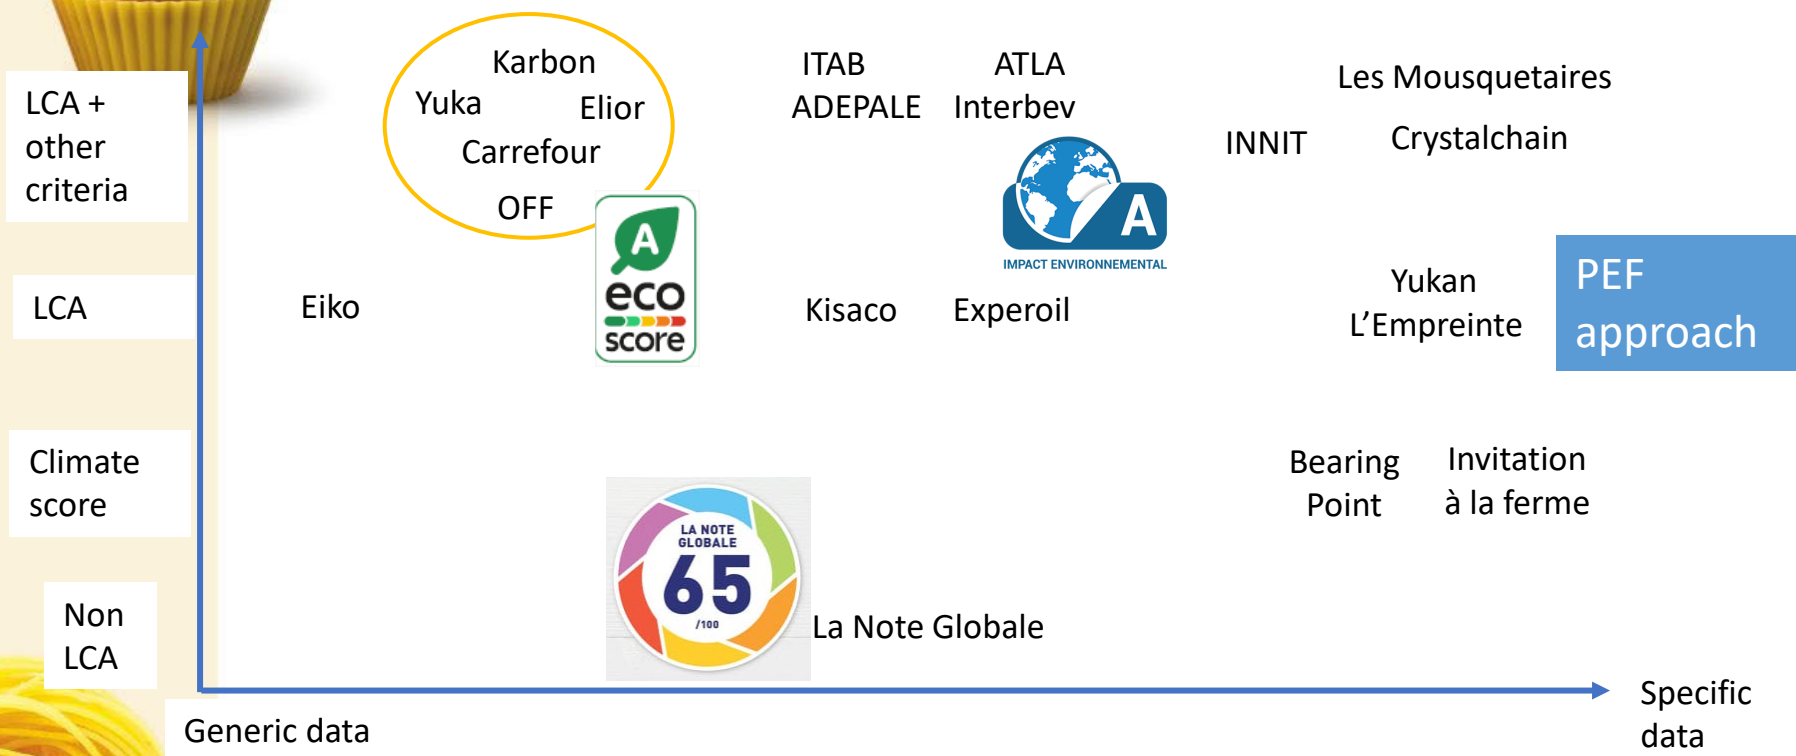 LCA +
other
criteria
Karbon
Yuka
Elior
Carrefour
OFF
ITAB
ADEPALE
ATLA
Interbev
Les Mousquetaires
INNIT
Crystalchain
A
IMPACT ENVIRONNEMENTAL
A
eco
score
LCA
Eiko
Kisaco
Experoil
Yukan
L’Empreinte
PEF
approach
Climate
score
Bearing
Point
Invitation
à la ferme
LA NOTE
GLOBALE
65
/100
La Note Globale
Non
LCA
Generic data
Specific
data